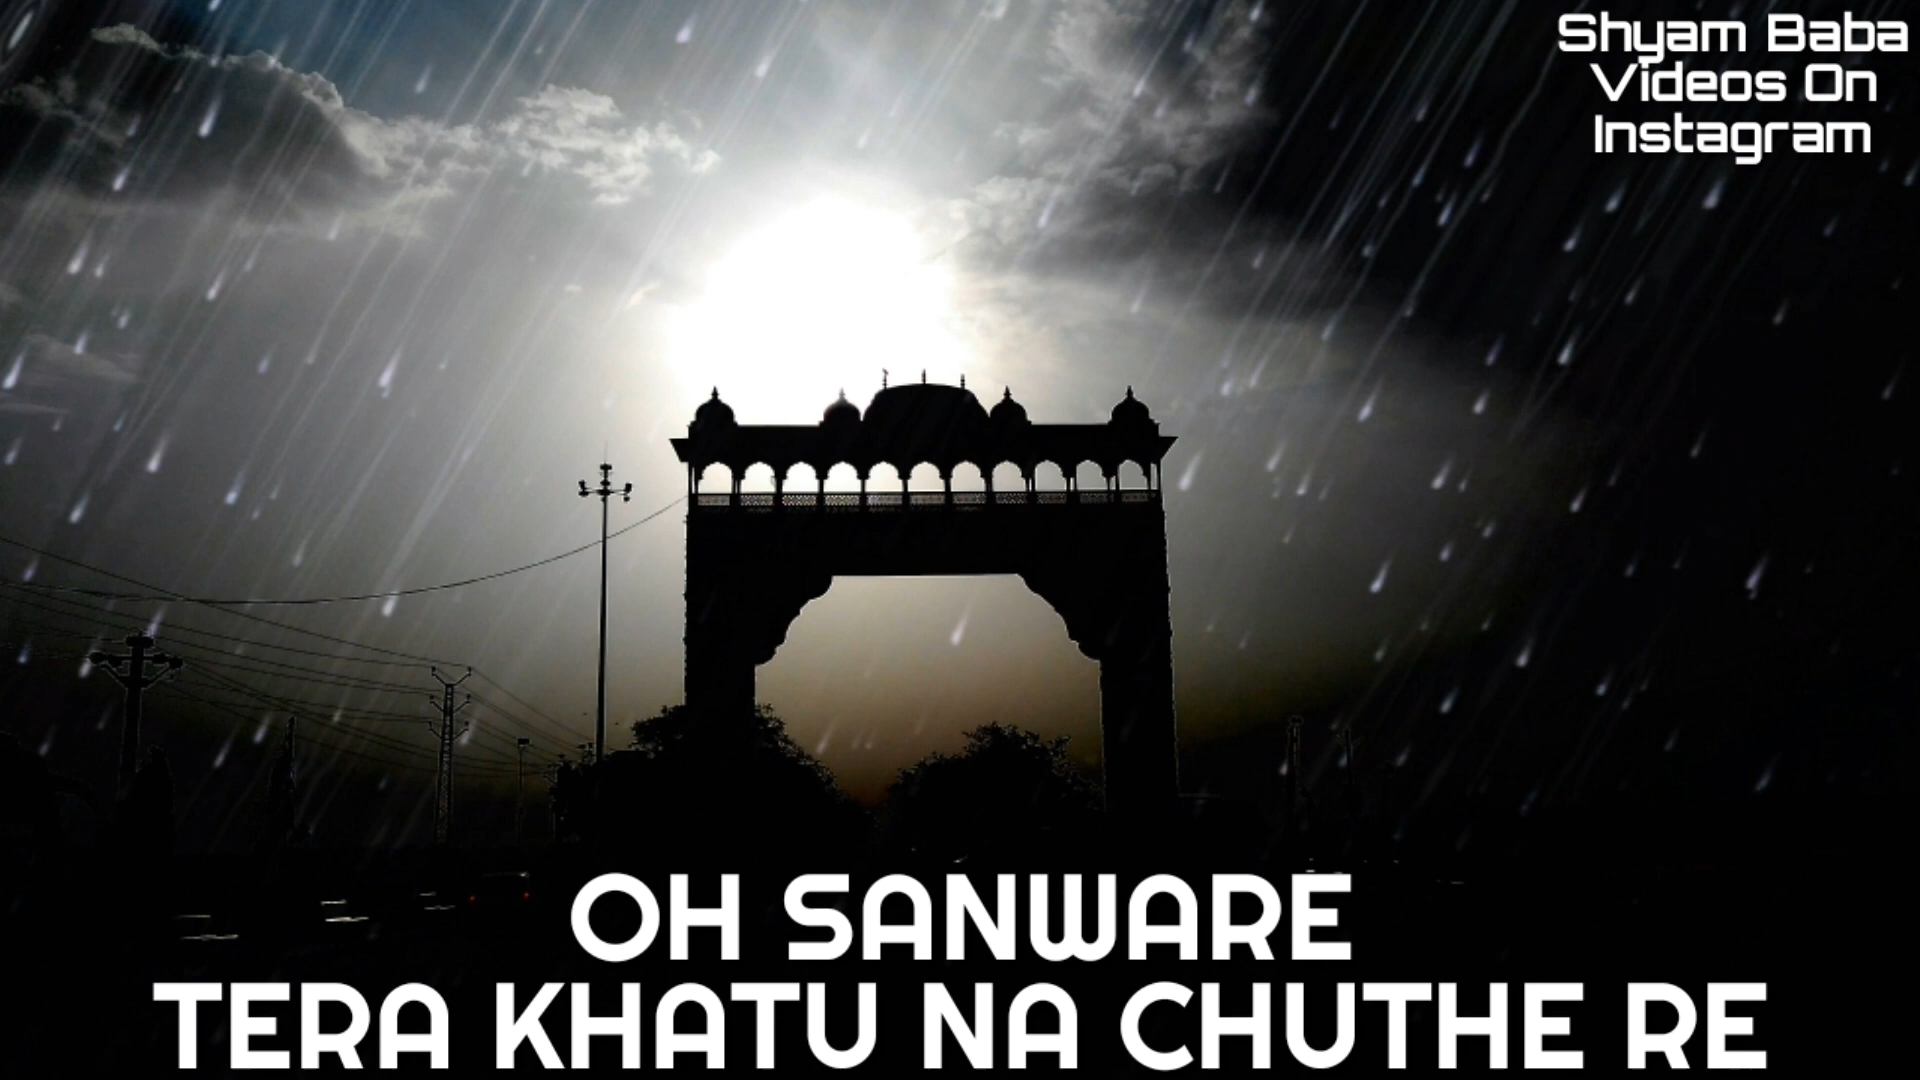 Shyam Baba
Videos On
Instagram
OH SANWARE
TERA KHATU NA CHUTHE RE